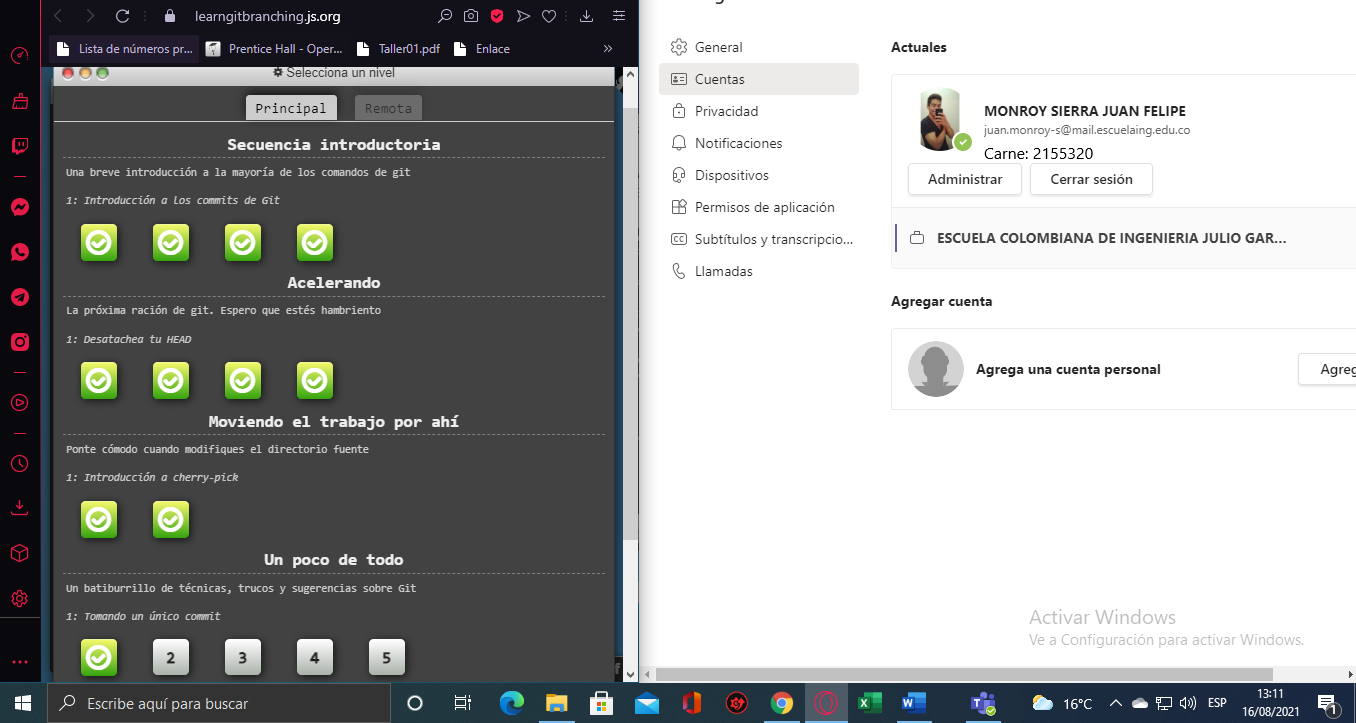 learngitbranching.js.org
Lista de números pr...
Prentice Hall - Oper...
Taller01.pdf
Enlace
»
Selecciona un nivel
Principal
Remota
Secuencia introductoria
Una breve introducción a la mayoría de los comandos de git
1: Introducción a los commits de Git
Acelerando
La próxima ración de git. Espero que estés hambriento
1: Desatachea tu HEAD
Moviendo el trabajo por ahí
Ponte cómodo cuando modifiques el directorio fuente
1: Introducción a cherry-pick
Un poco de todo
Un batiburrillo de técnicas, trucos y sugerencias sobre Git
1: Tomando un único commit
2 3 4 5
General
Cuentas
Privacidad
Notificaciones
Dispositivos
Permisos de aplicación
CC Subtítulos y transcripcio...
Llamadas
Actuales
MONROY SIERRA JUAN FELIPE
juan.monroy-s@mail.escuelaing.edu.co
Carne: 2155320
Administrar
Cerrar sesión
ESCUELA COLOMBIANA DE INGENIERIA JULIO GAR...
Agregar cuenta
Agrega una cuenta personal
Agreg
Activar Windows
Ve a Configuración para activar Windows.
Escribe aquí para buscar
16°C
ESP
13:11
16/08/2021
1